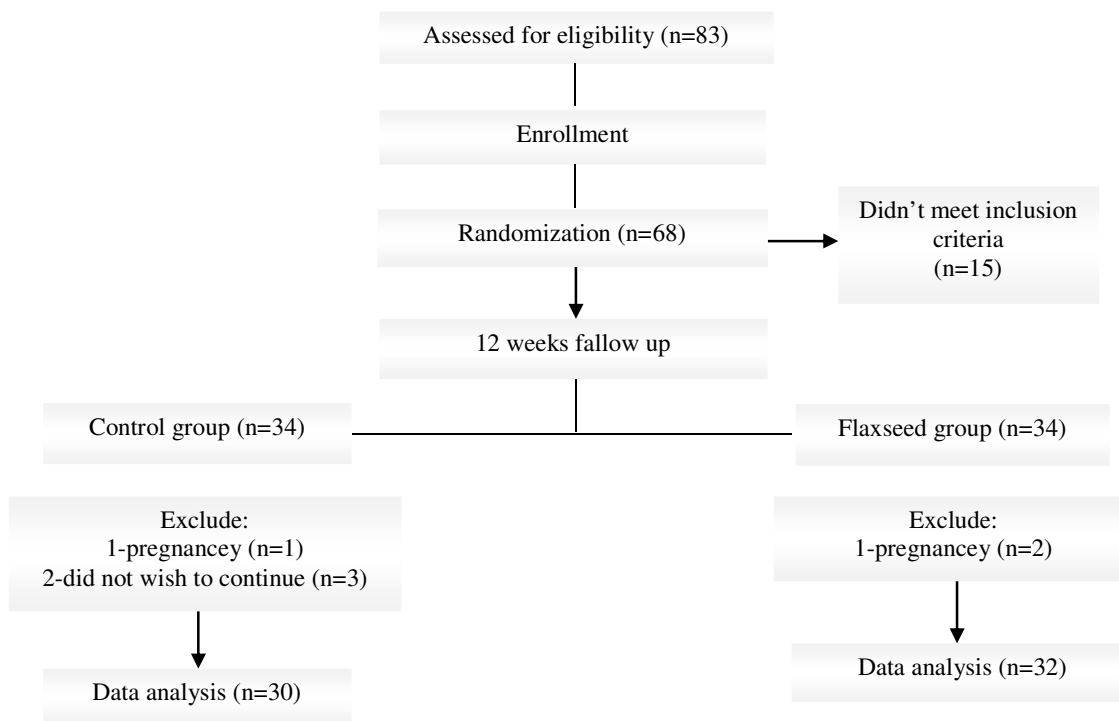 Assessed for eligibility (n=83)
Enrollment
Randomization (n=68)
Didn’t meet inclusion
criteria
(n=15)
12 weeks fallow up
Control group (n=34)
Flaxseed group (n=34)
Exclude:
1-pregnancey (n=1)
2-did not wish to continue (n=3)
Exclude:
1-pregnancey (n=2)
Data analysis (n=30)
Data analysis (n=32)